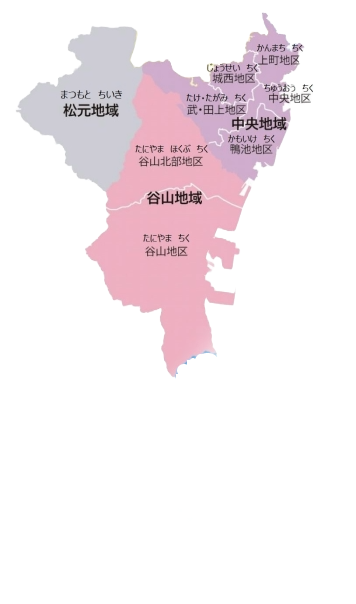 かんまち ちく
上町地区
じょうせい ちく
城西地区
ちゅうおう ちく
中央地区
まつもと ちいき
松元地域
たけ・たがみ ちく
武・田上地区
中央地域
かもいけ ちく
鴨池地区
たにやま ほくぶ ちく
谷山北部地区
谷山地域
たにやま ちく
谷山地区